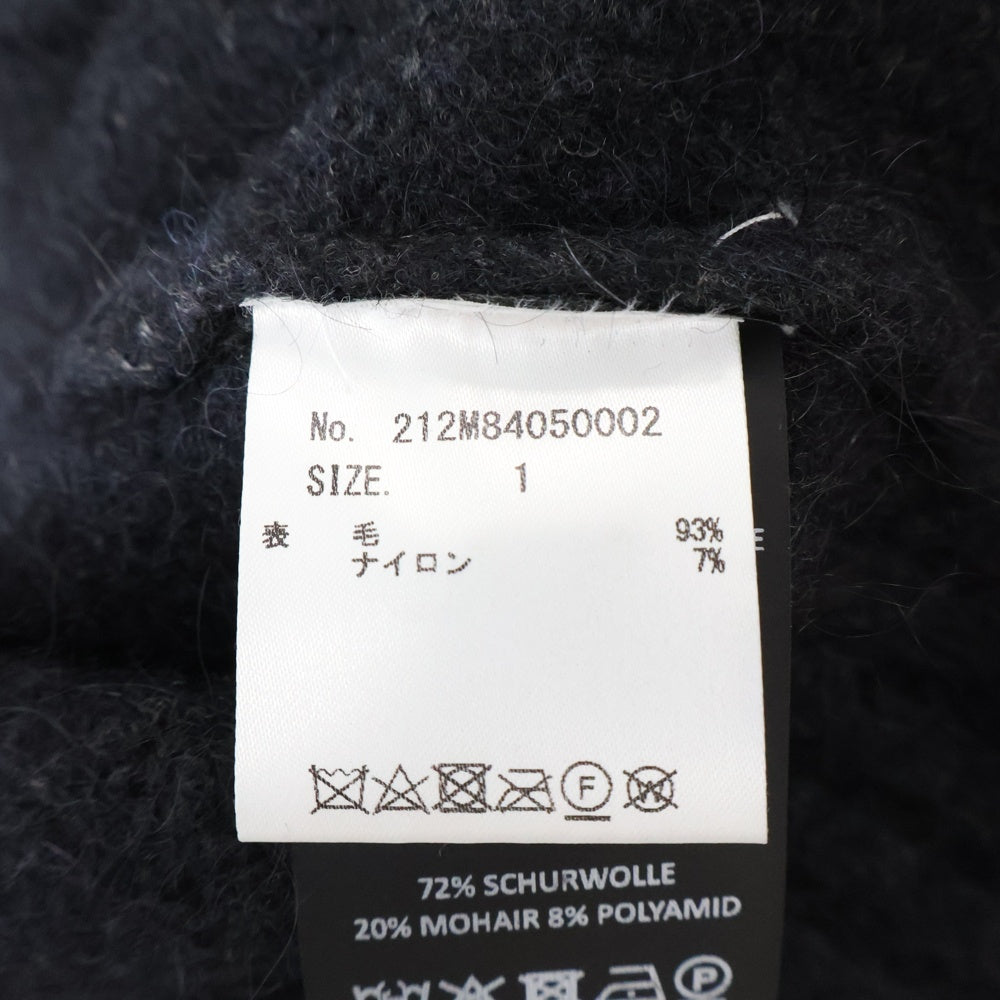 No. 212M84050002
SIZE. 1
表 毛 93%
ナイロン 7%
E
F
W
72% SCHURWOLLE
20% MOHAIR 8% POLYAMID
P